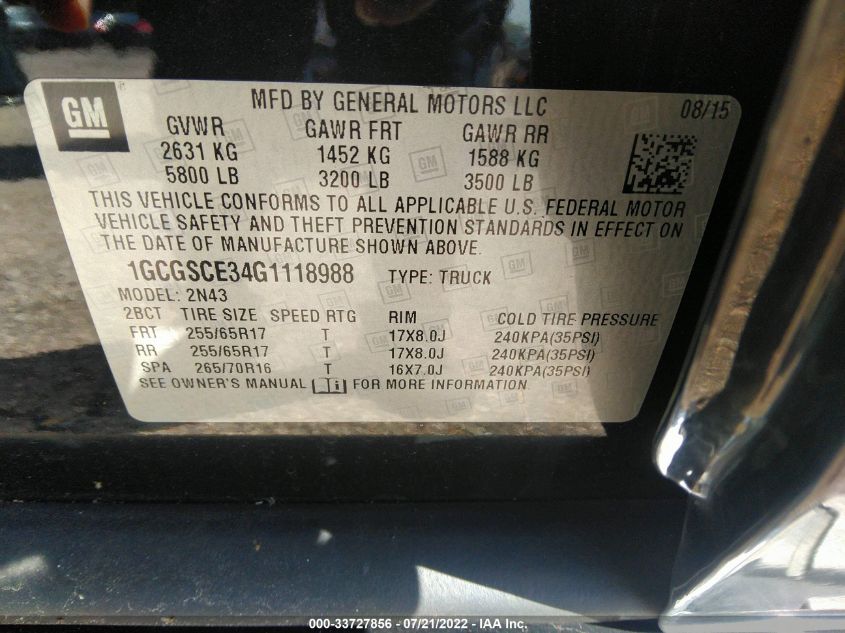 GM
MFD BY GENERAL MOTORS LLC 08/15
GVWR GAWR FRT GAWR RR
2631 KG 1452 KG 1588 KG
5800 LB 3200 LB 3500 LB
THIS VEHICLE CONFORMS TO ALL APPLICABLE U.S. FEDERAL MOTOR
VEHICLE SAFETY AND THEFT PREVENTION STANDARDS IN EFFECT ON
THE DATE OF MANUFACTURE SHOWN ABOVE.
1GCGSCE34G1118988 TYPE: TRUCK
MODEL: 2N43
2BCT TIRE SIZE SPEED RTG RIM COLD TIRE PRESSURE
FRT 255/65R17 T 17X8.0J 240KPA(35PSI)
RR 255/65R17 T 17X8.0J 240KPA(35PSI)
SPA 265/70R16 T 16X7.0J 240KPA(35PSI)
SEE OWNER'S MANUAL FOR MORE INFORMATION
000-33727856 - 07/21/2022 - IAA Inc.